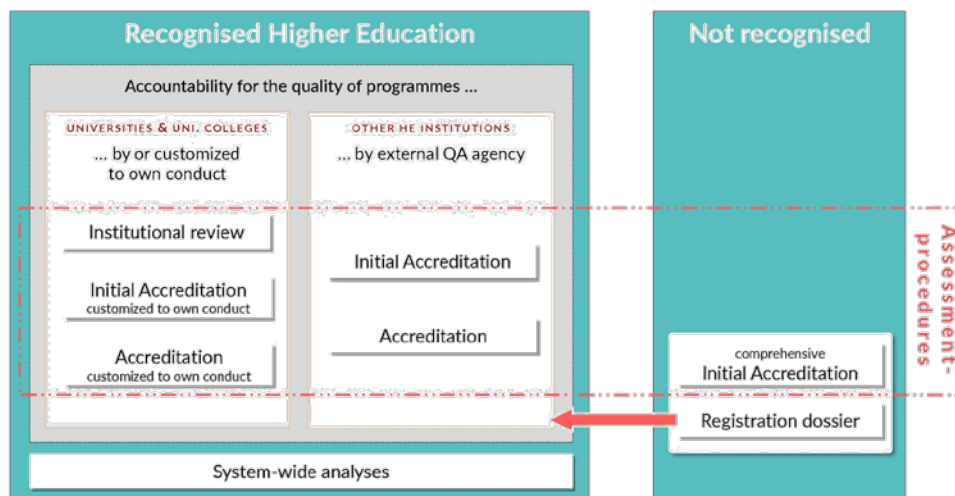 Recognised Higher Education
Accountability for the quality of programmes ...
UNIVERSITIES & UNI. COLLEGES
... by or customized
to own conduct
Institutional review
Initial Accreditation
customized to own conduct
Accreditation
customized to own conduct
OTHER HE INSTITUTIONS
... by external QA agency
Initial Accreditation
Accreditation
System-wide analyses
Not recognised
comprehensive
Initial Accreditation
Registration dossier
Assessment-
procedures